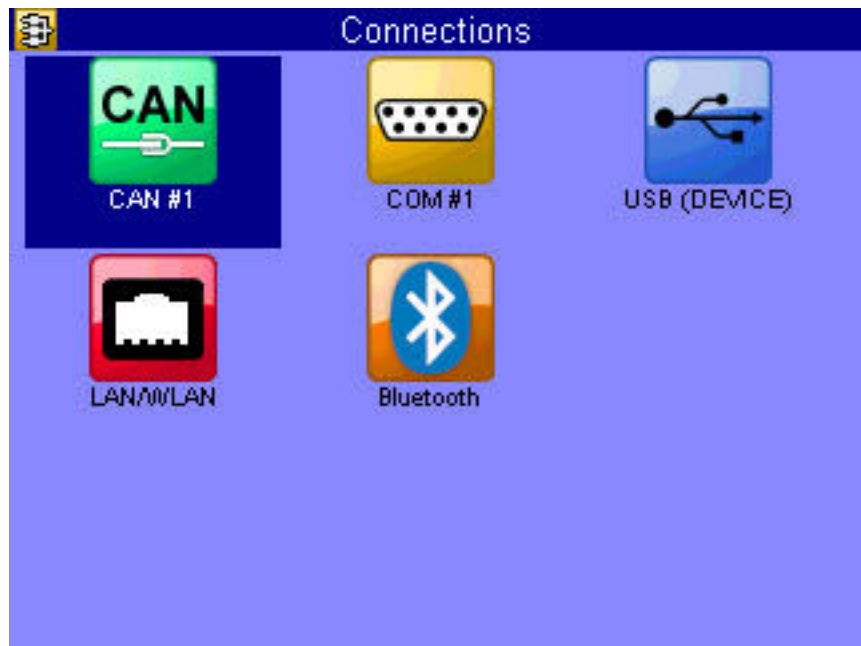 Connections
CAN
CAN #1
COM #1
USB (DEVICE)
LAN/WLAN
Bluetooth